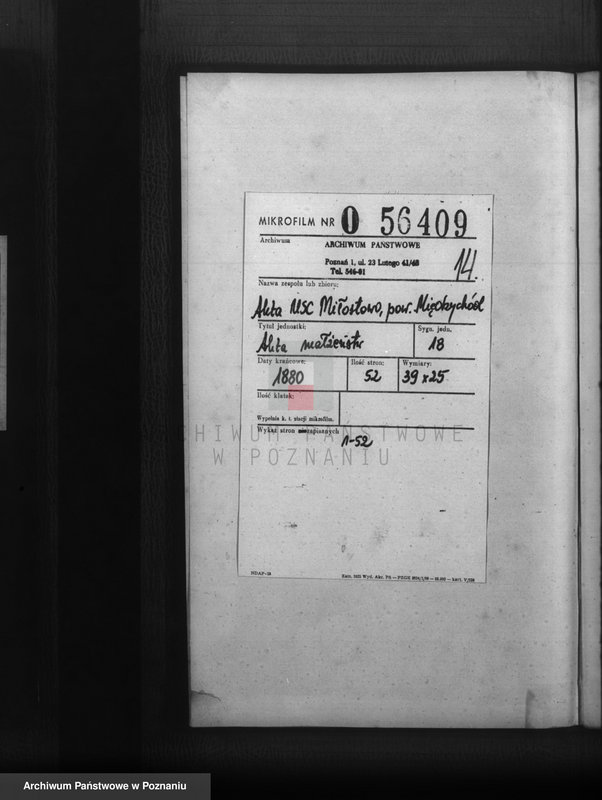 MIKROFILM NR 0 56409
Archiwum
ARCHIWUM PAŃSTWOWE
Poznań 1, ul. 23 Lutego 41/43
Tel. 546-01
14.
Nazwa zespołu lub zbioru:
Akta USC Miłostowo, pow. Międzychód
Tytuł jednostki:
Akta małżeństw
Sygn. jedn.
18
Daty krańcowe:
1880
Ilość stron:
52
Wymiary:
39 x 25
Ilość klatek:
Wypełnia k. t. stacji mikrofilm.
Wykaz stron niezapisanych
1-52
ARCHIWUM PAŃSTWOWE
W POZNANIU
NDAP-13
Archiwum Państwowe w Poznaniu